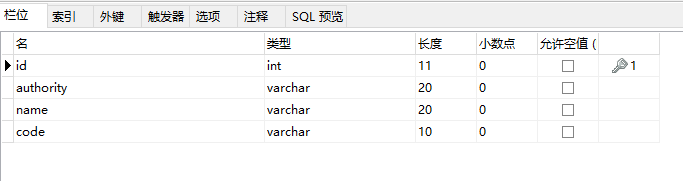 栏位 索引 外键 触发器 选项 注释 SQL 预览
名 类型 长度 小数点 允许空值 (
id int 11 0 1
authority varchar 20 0
name varchar 20 0
code varchar 10 0